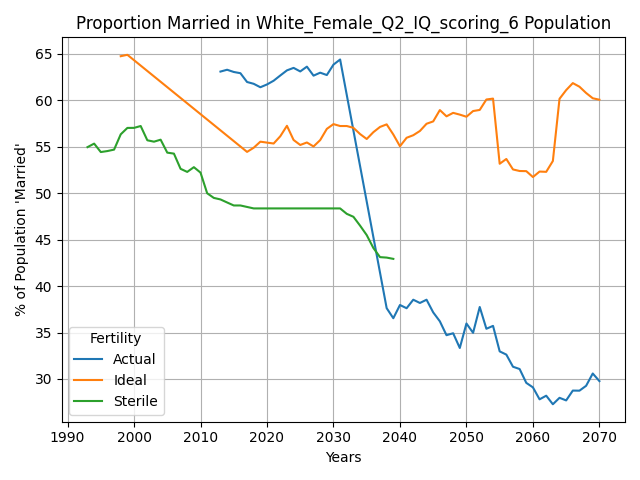 Proportion Married in White_Female_Q2_IQ_scoring_6 Population
% of Population 'Married'
65
60
55
50
45
40
35
30
Fertility
Actual
Ideal
Sterile
1990 2000 2010 2020 2030 2040 2050 2060 2070
Years